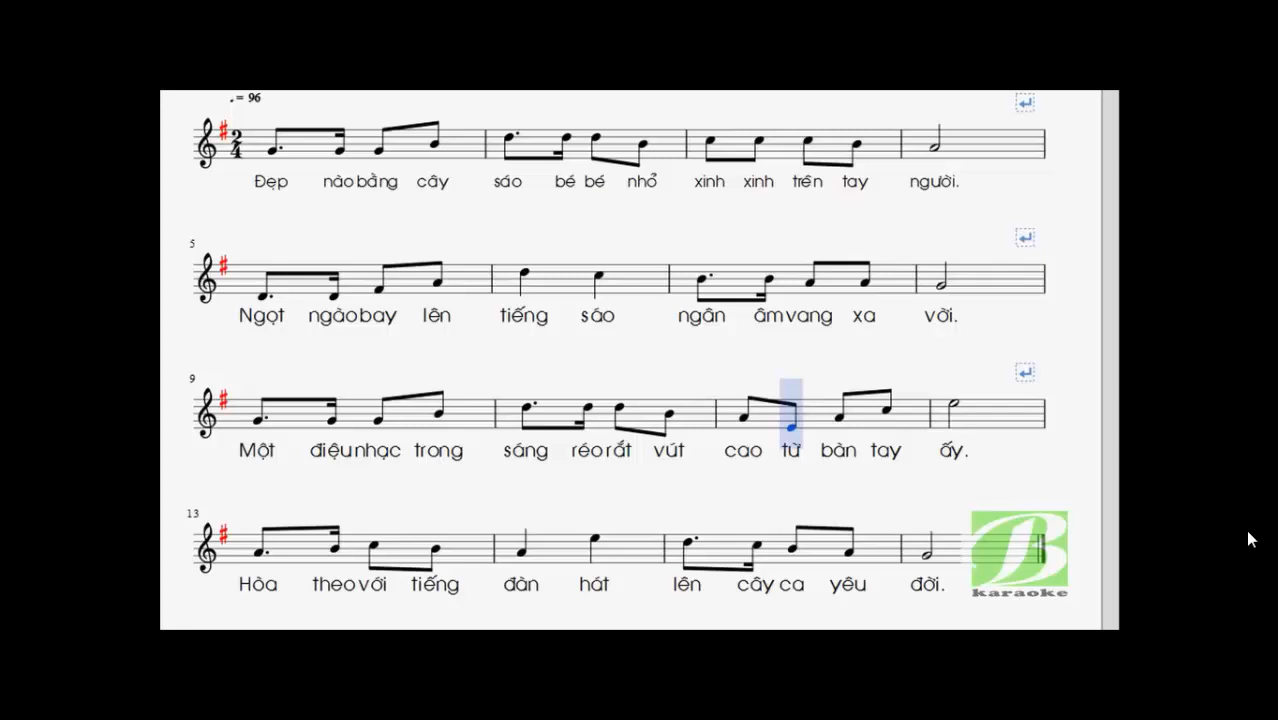 ♩. = 96
2
4
Đẹp nào bằng cây sáo bé bé nhỏ xinh xinh trên tay người.
5
Ngọt ngào bay lên tiếng sáo ngân âm vang xa vời.
9
Một điệu nhạc trong sáng réo rắt vút cao từ bàn tay ấy.
13
Hòa theo với tiếng đàn hát lên cây ca yêu đời.
B
karaoke